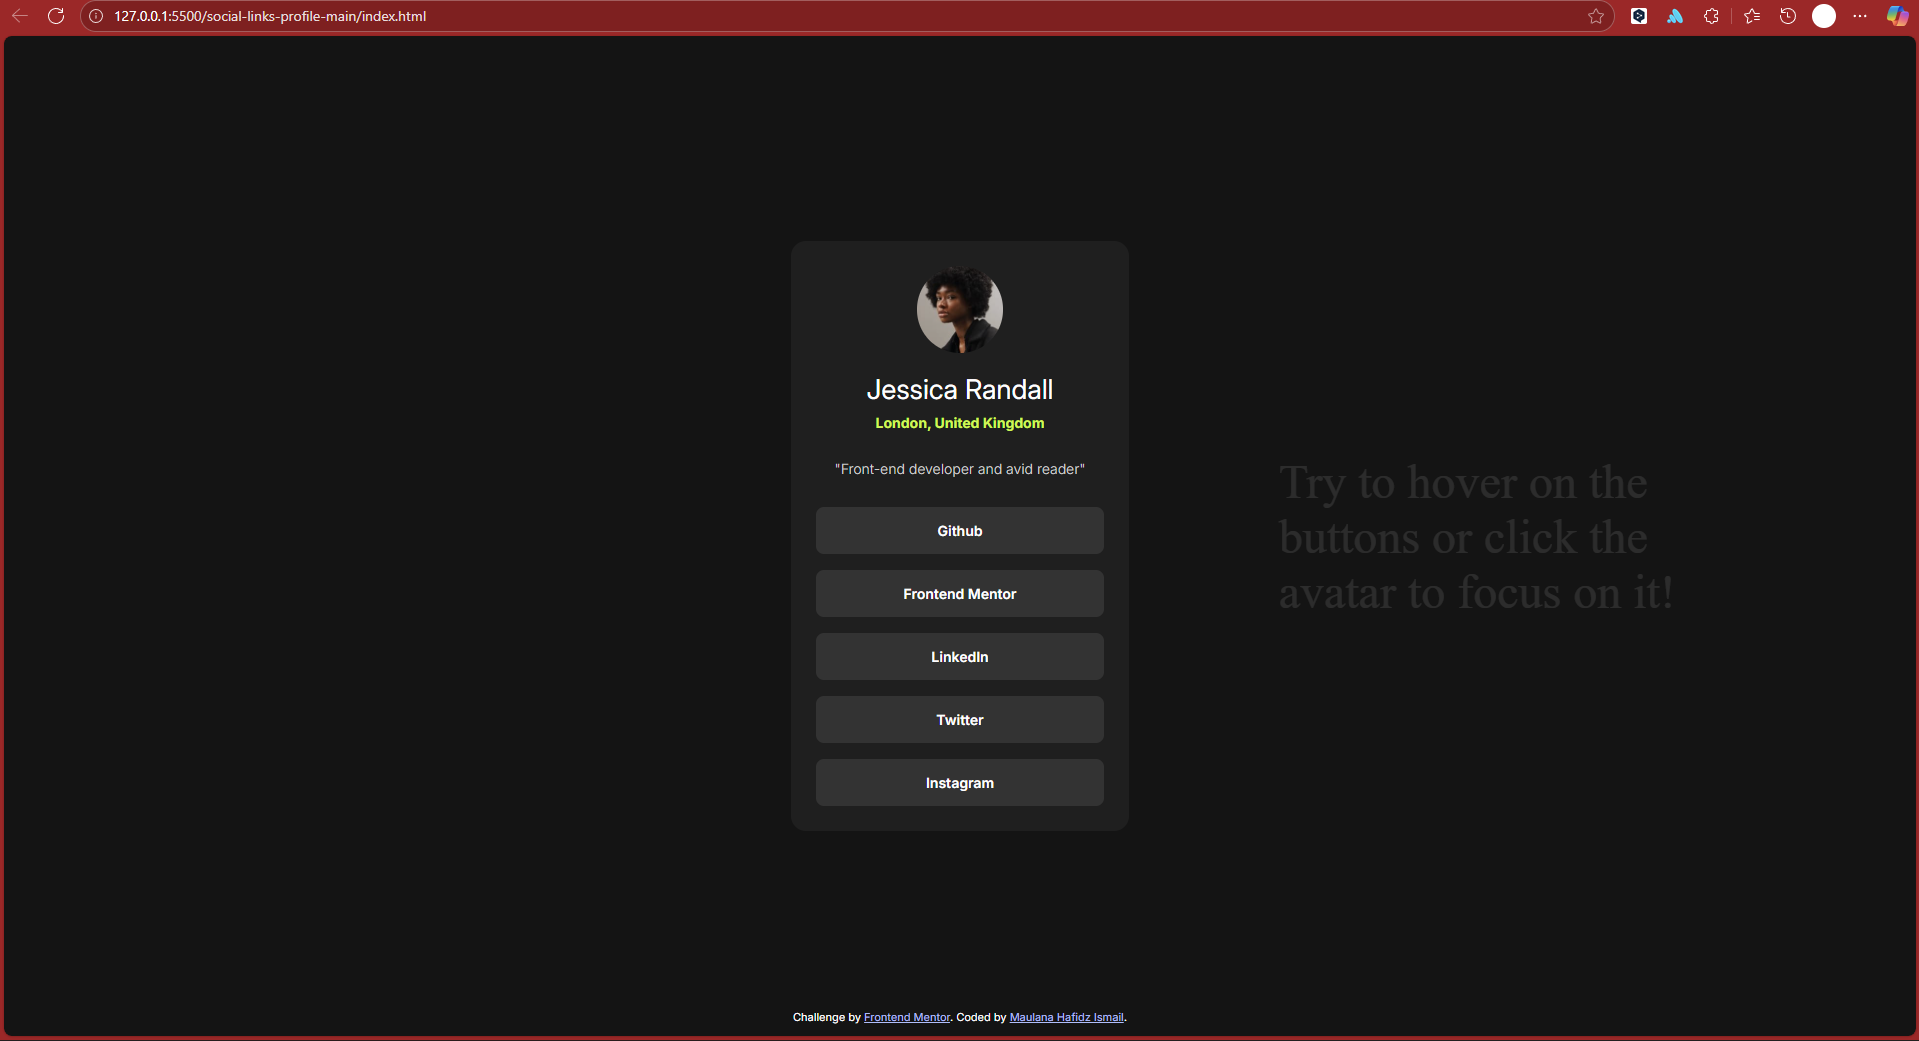 127.0.0.1:5500/social-links-profile-main/index.html
Jessica Randall
London, United Kingdom
"Front-end developer and avid reader"
Github
Frontend Mentor
LinkedIn
Twitter
Instagram
Try to hover on the
buttons or click the
avatar to focus on it!
Challenge by Frontend Mentor. Coded by Maulana Hafidz Ismail.